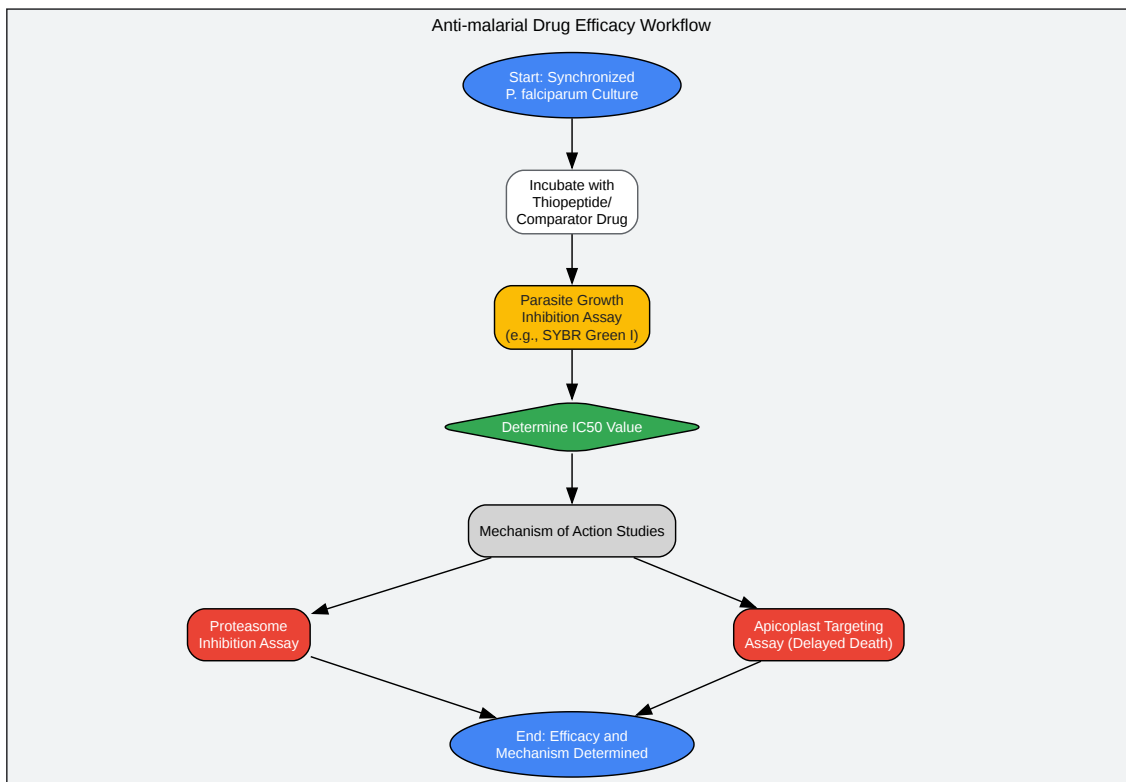 Anti-malarial Drug Efficacy Workflow
Start: Synchronized
P. falciparum Culture
Incubate with
Thiopeptide/
Comparator Drug
Parasite Growth
Inhibition Assay
(e.g., SYBR Green I)
Determine IC50 Value
Mechanism of Action Studies
Proteasome
Inhibition Assay
Apicoplast Targeting
Assay (Delayed Death)
End: Efficacy and
Mechanism Determined